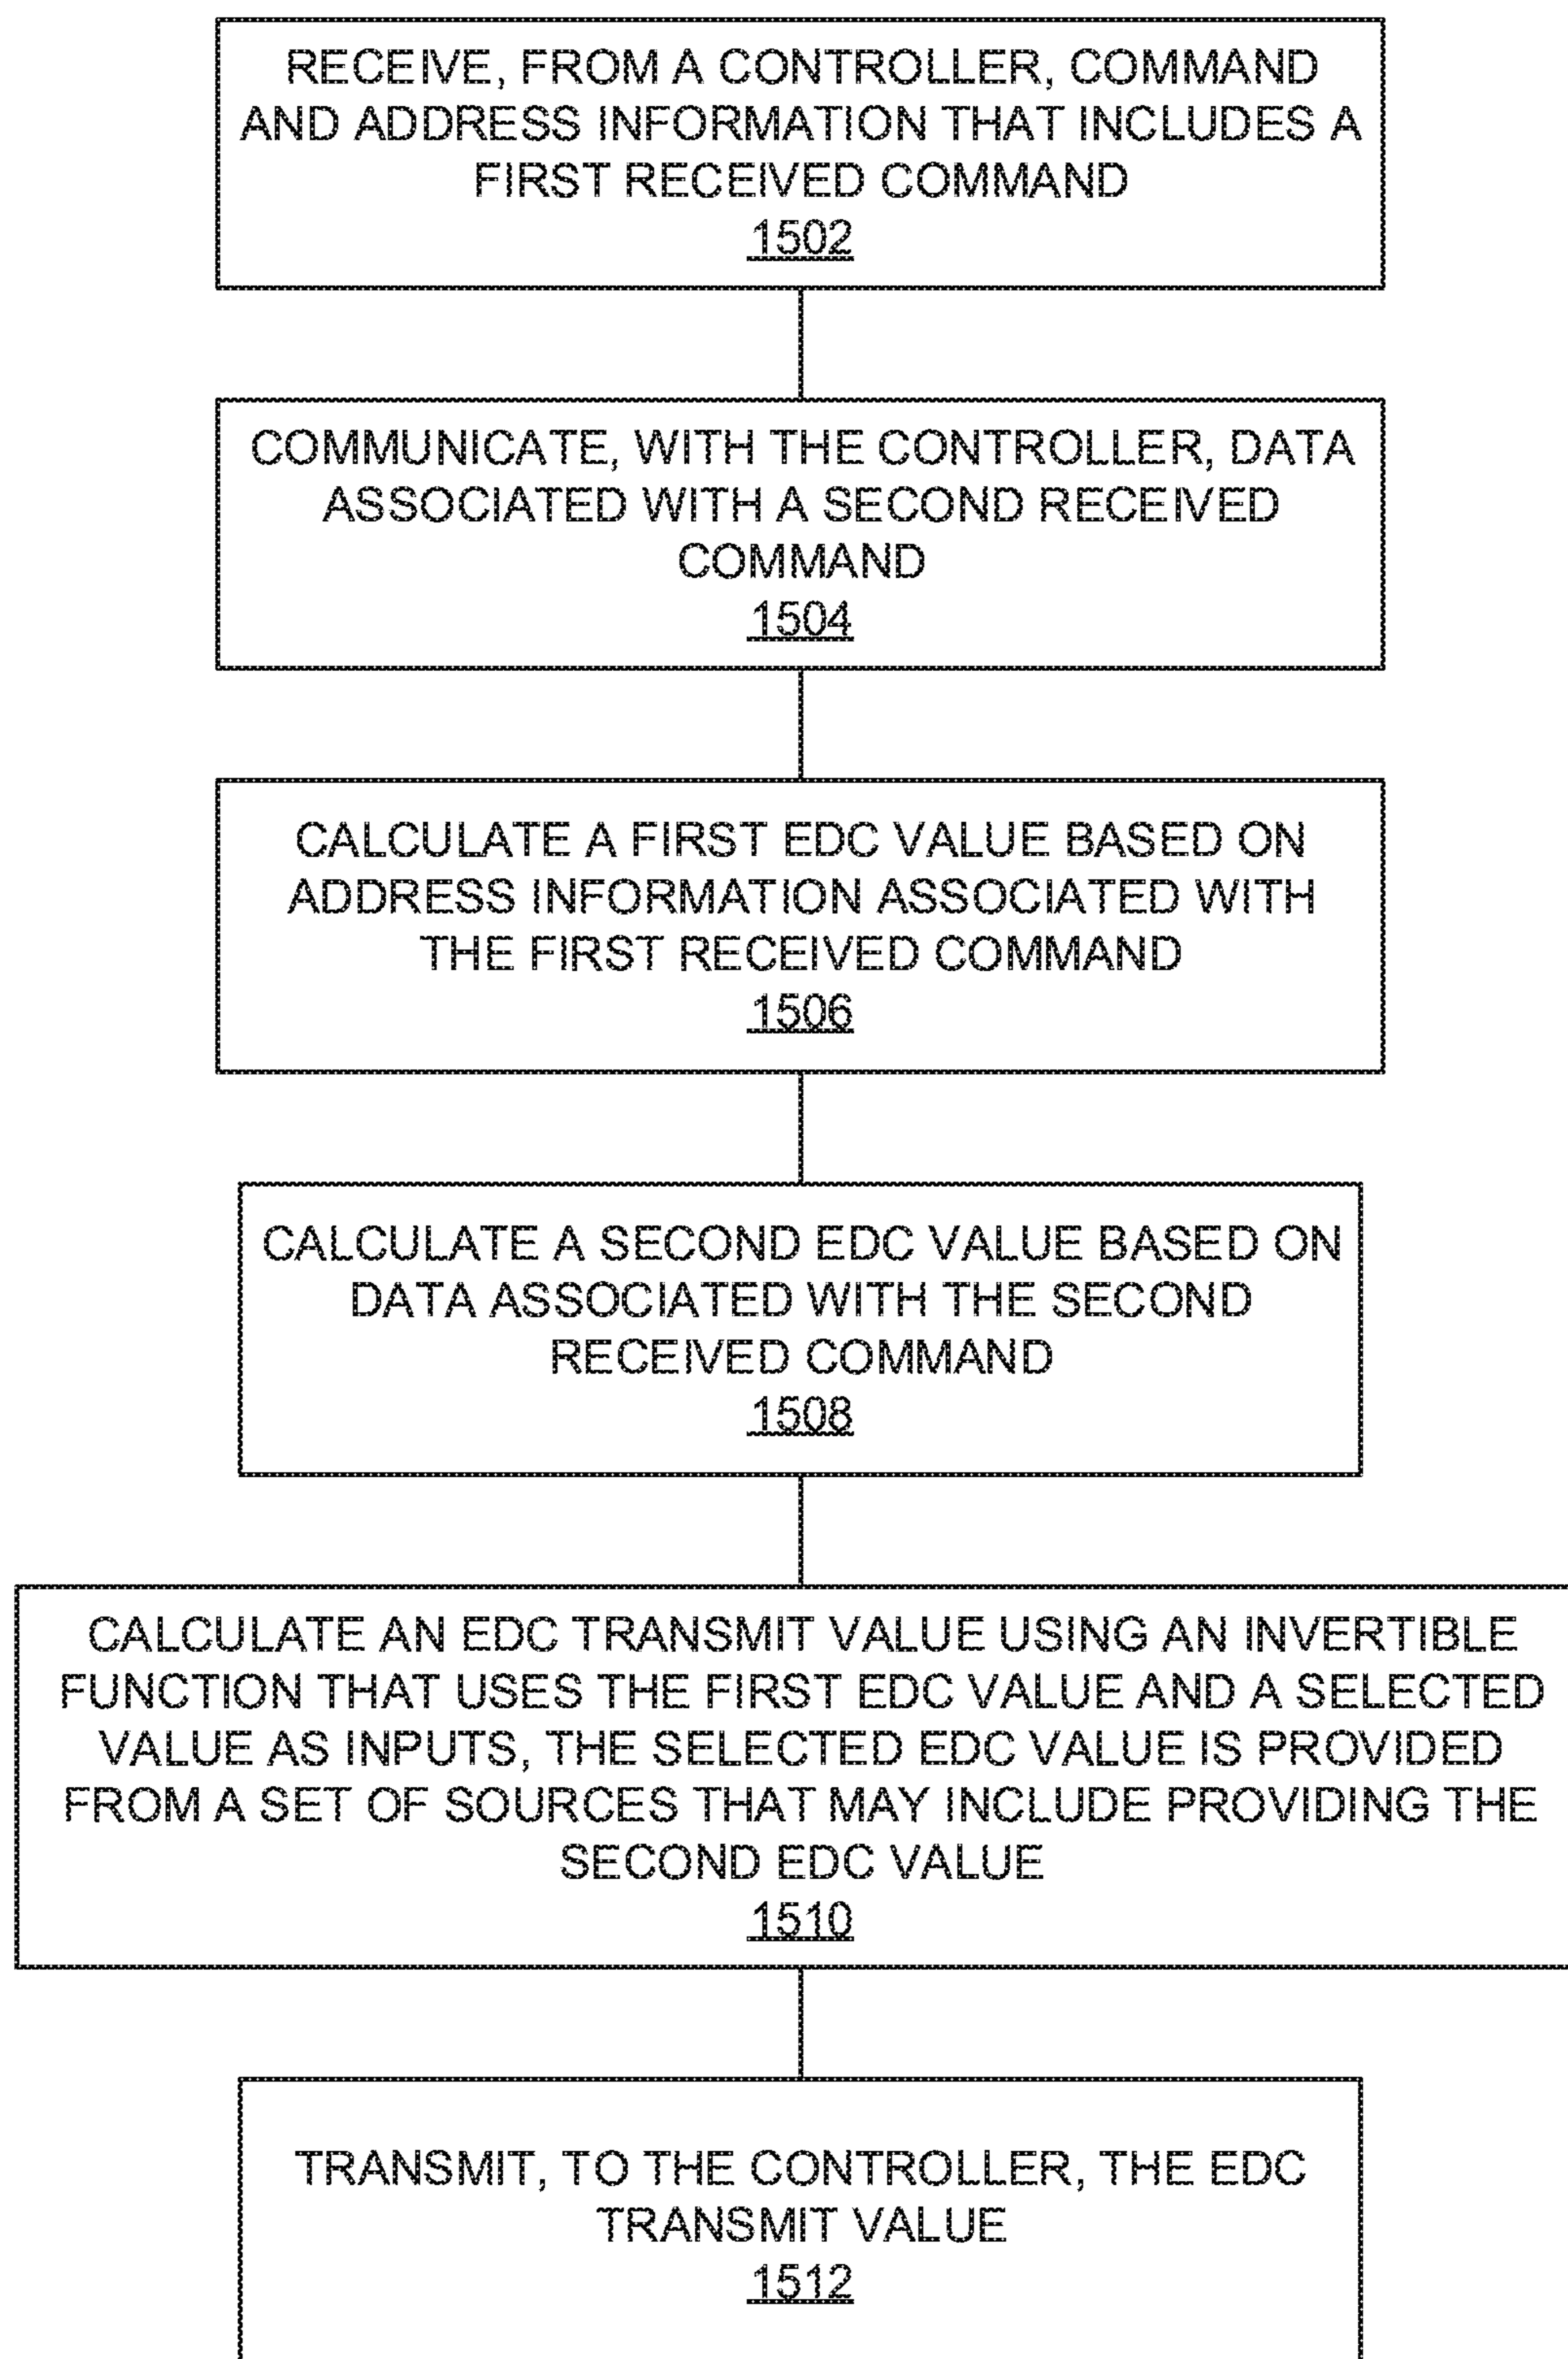 RECEIVE, FROM A CONTROLLER, COMMAND
AND ADDRESS INFORMATION THAT INCLUDES A
FIRST RECEIVED COMMAND
1502
COMMUNICATE, WITH THE CONTROLLER, DATA
ASSOCIATED WITH A SECOND RECEIVED
COMMAND
1504
CALCULATE A FIRST EDC VALUE BASED ON
ADDRESS INFORMATION ASSOCIATED WITH
THE FIRST RECEIVED COMMAND
1506
CALCULATE A SECOND EDC VALUE BASED ON
DATA ASSOCIATED WITH THE SECOND
RECEIVED COMMAND
1508
CALCULATE AN EDC TRANSMIT VALUE USING AN INVERTIBLE
FUNCTION THAT USES THE FIRST EDC VALUE AND A SELECTED
VALUE AS INPUTS, THE SELECTED EDC VALUE IS PROVIDED
FROM A SET OF SOURCES THAT MAY INCLUDE PROVIDING THE
SECOND EDC VALUE
1510
TRANSMIT, TO THE CONTROLLER, THE EDC
TRANSMIT VALUE
1512